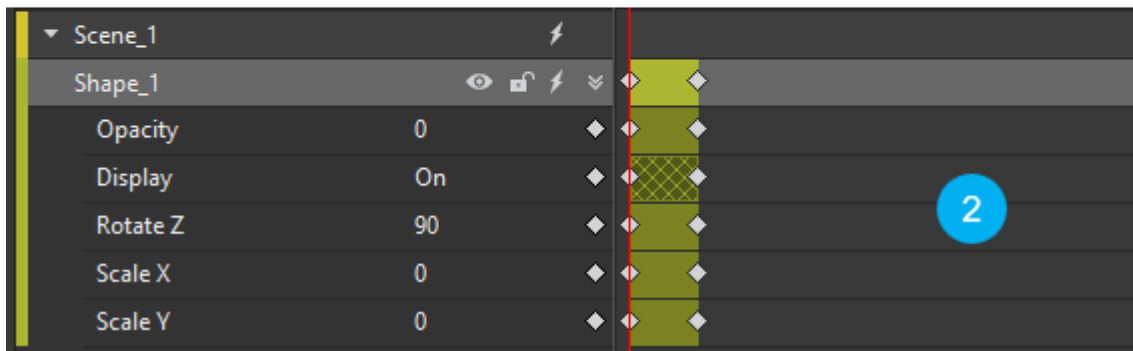 Scene_1
Shape_1
Opacity 0
Display On
Rotate Z 90
2
Scale X 0
Scale Y 0